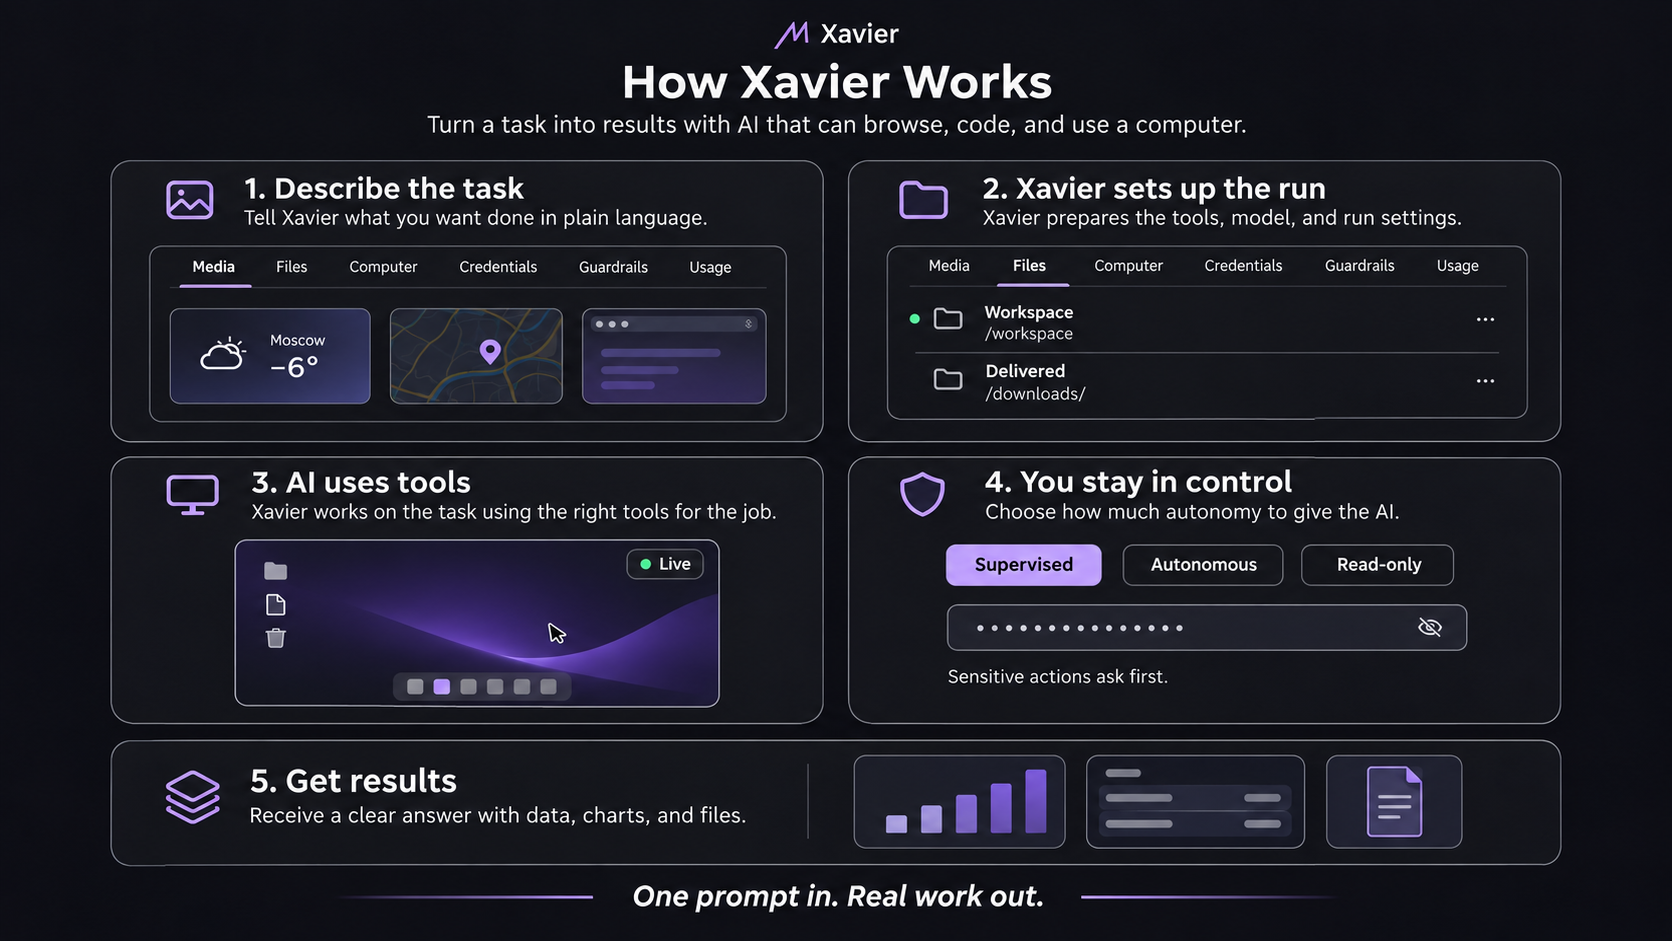 Xavier
How Xavier Works
Turn a task into results with AI that can browse, code, and use a computer.
1. Describe the task
Tell Xavier what you want done in plain language.
Media Files Computer Credentials Guardrails Usage
Moscow
−6°
2. Xavier sets up the run
Xavier prepares the tools, model, and run settings.
Media Files Computer Credentials Guardrails Usage
Workspace
/workspace
Delivered
/downloads/
3. AI uses tools
Xavier works on the task using the right tools for the job.
Live
4. You stay in control
Choose how much autonomy to give the AI.
Supervised Autonomous Read-only
Sensitive actions ask first.
5. Get results
Receive a clear answer with data, charts, and files.
One prompt in. Real work out.